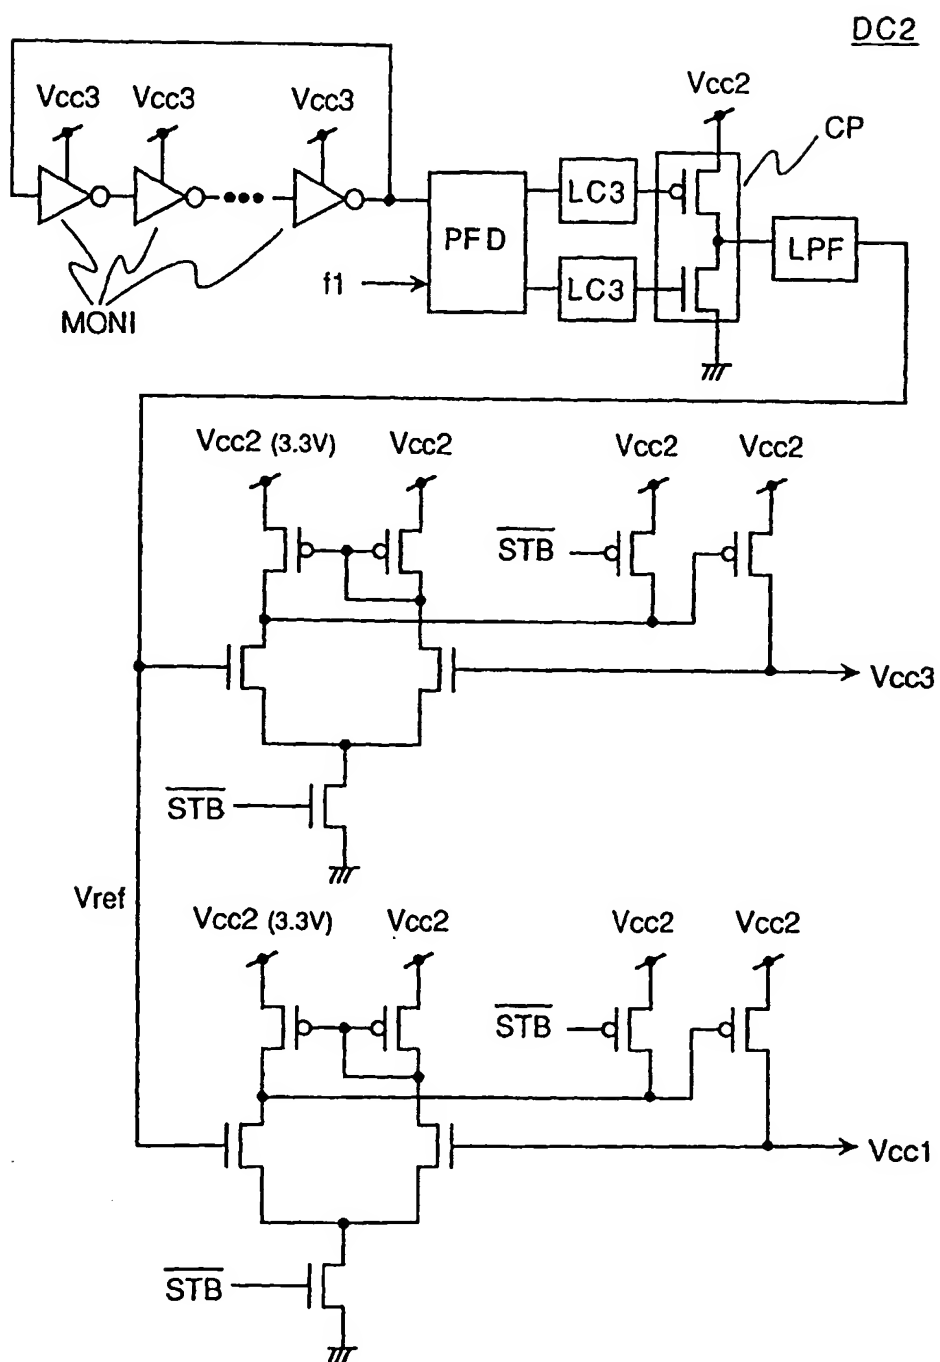 DC2
Vcc3 Vcc3 Vcc3 Vcc2
CP
LC3
PFD LPF
f1 LC3
MONI
Vcc2 (3.3V) Vcc2 Vcc2 Vcc2
STB
Vcc3
STB
Vref
Vcc2 (3.3V) Vcc2 Vcc2 Vcc2
STB
Vcc1
STB